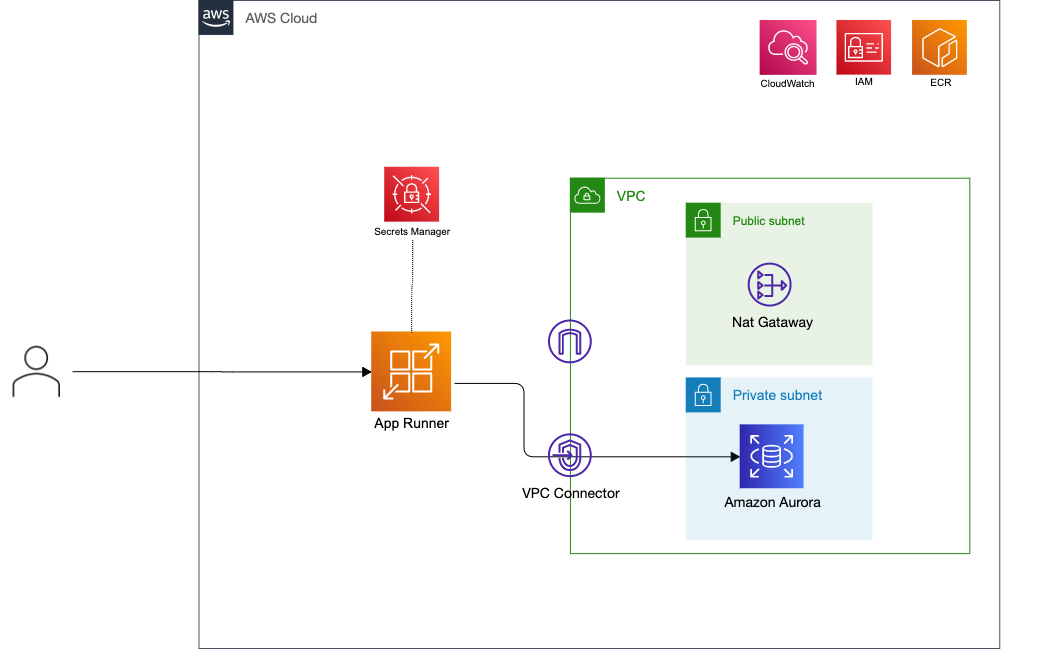 aws
AWS Cloud
CloudWatch
IAM
ECR
Secrets Manager
VPC
Public subnet
Nat Gataway
App Runner
Private subnet
VPC Connector
Amazon Aurora